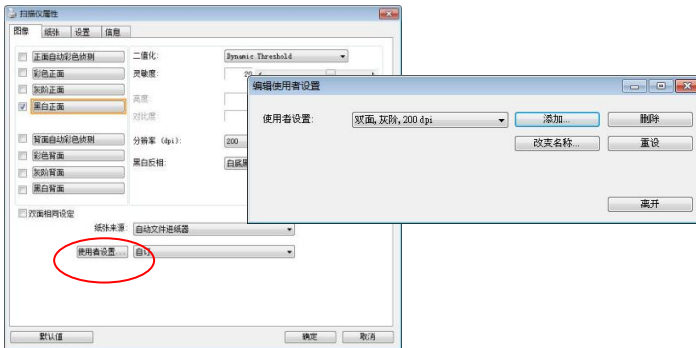 扫描仪属性
图像 纸张 设置 信息
正面自动彩色侦测
彩色正面
灰阶正面
黑白正面
背面自动彩色侦测
彩色背面
灰阶背面
黑白背面
二值化: Dynamic Threshold
灵敏度: 20
亮度:
对比度:
分辨率 (dpi): 200
黑白反相: 白底黑
双面相同设定
纸张来源: 自动文件进纸器
使用者设置... 自订
默认值 确定 取消
编辑使用者设置
使用者设置: 双面, 灰阶, 200 dpi 添加... 删除
改变名称... 重设
离开